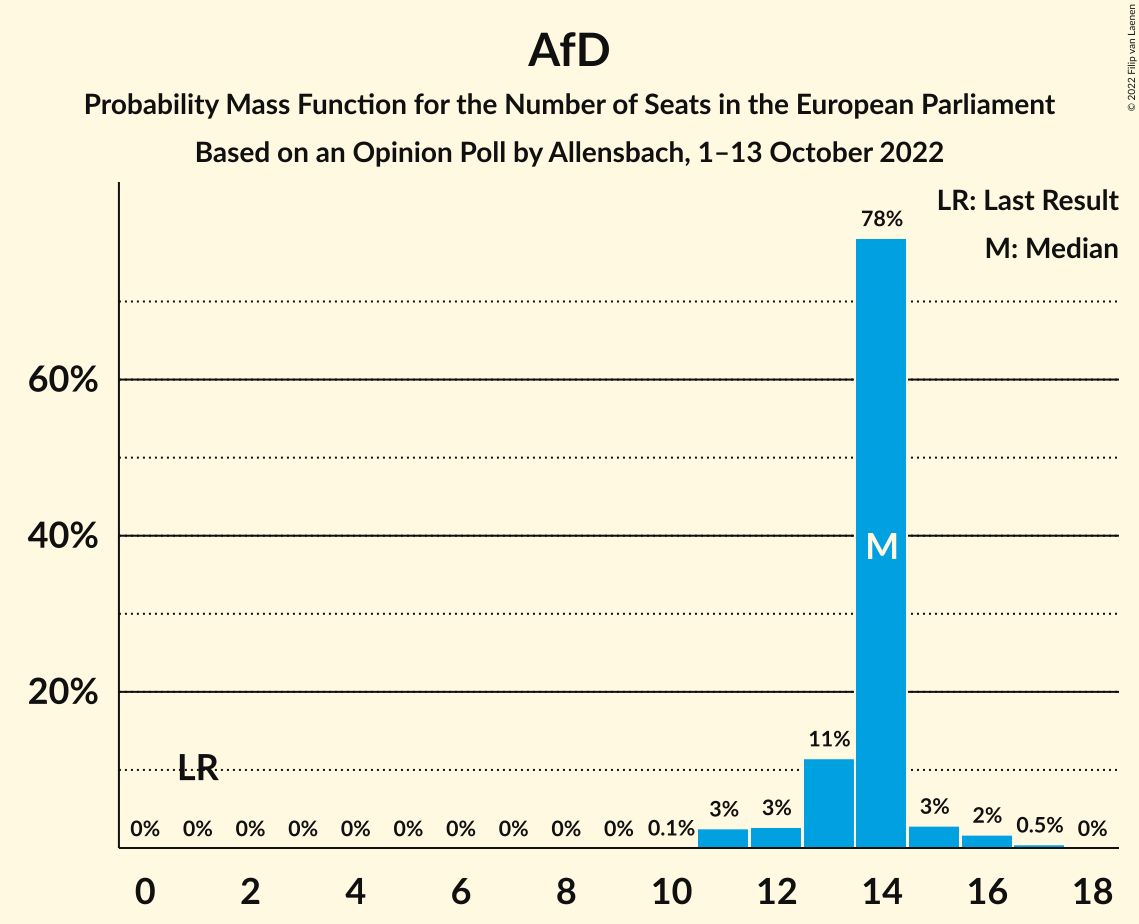 AfD
Probability Mass Function for the Number of Seats in the European Parliament
Based on an Opinion Poll by Allensbach, 1–13 October 2022
© 2022 Filip van Laenen
LR: Last Result
M: Median
78%
60%
40%
M
20%
11%
LR
0% 0% 0% 0% 0% 0% 0% 0% 0% 0% 0.1% 3% 3% 3% 2% 0.5% 0%
0 2 4 6 8 10 12 14 16 18